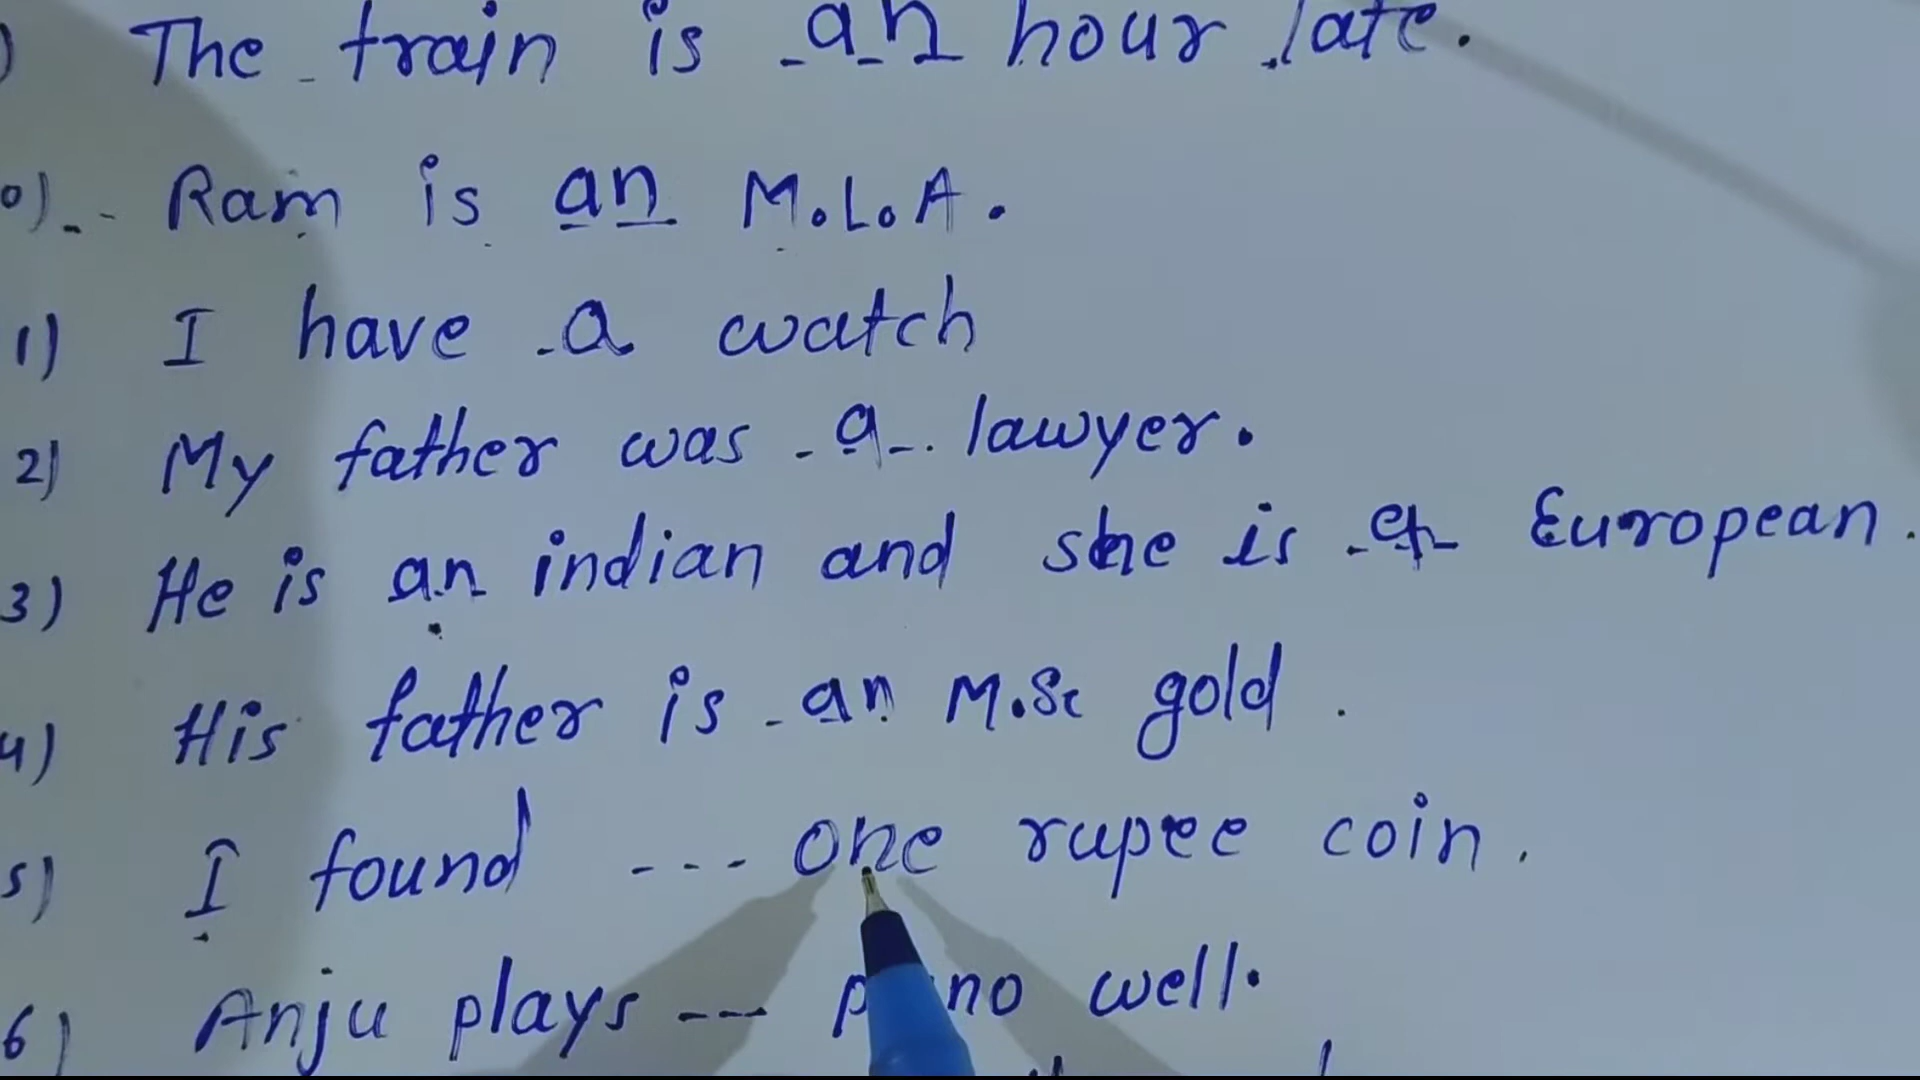 ) The train is an hour late.
0) Ram is an M.L.A.
1) I have a watch
2) My father was a lawyer.
3) He is an indian and she is a European.
4) His father is an M.Sc gold.
5) I found --- one rupee coin.
6) Anju plays --- well.